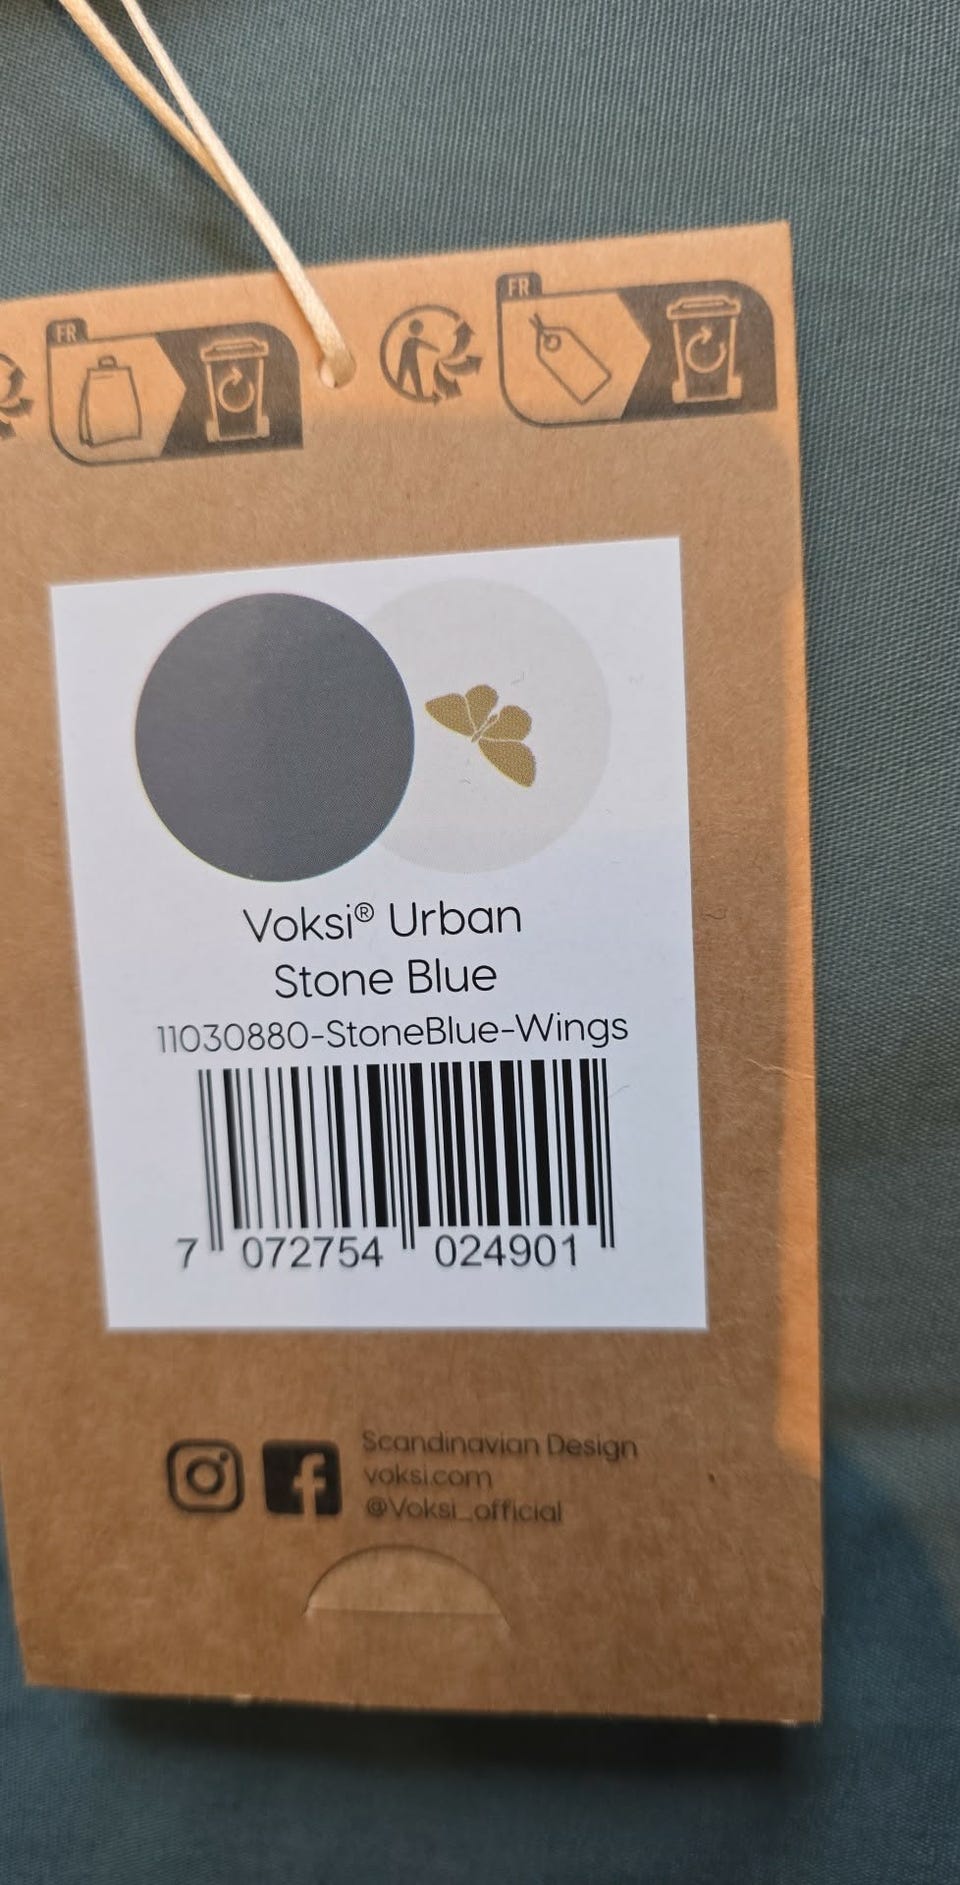 FR
FR
Voksi® Urban
Stone Blue
11030880-StoneBlue-Wings
7 072754 024901
Scandinavian Design
voksi.com
@Voksi_official